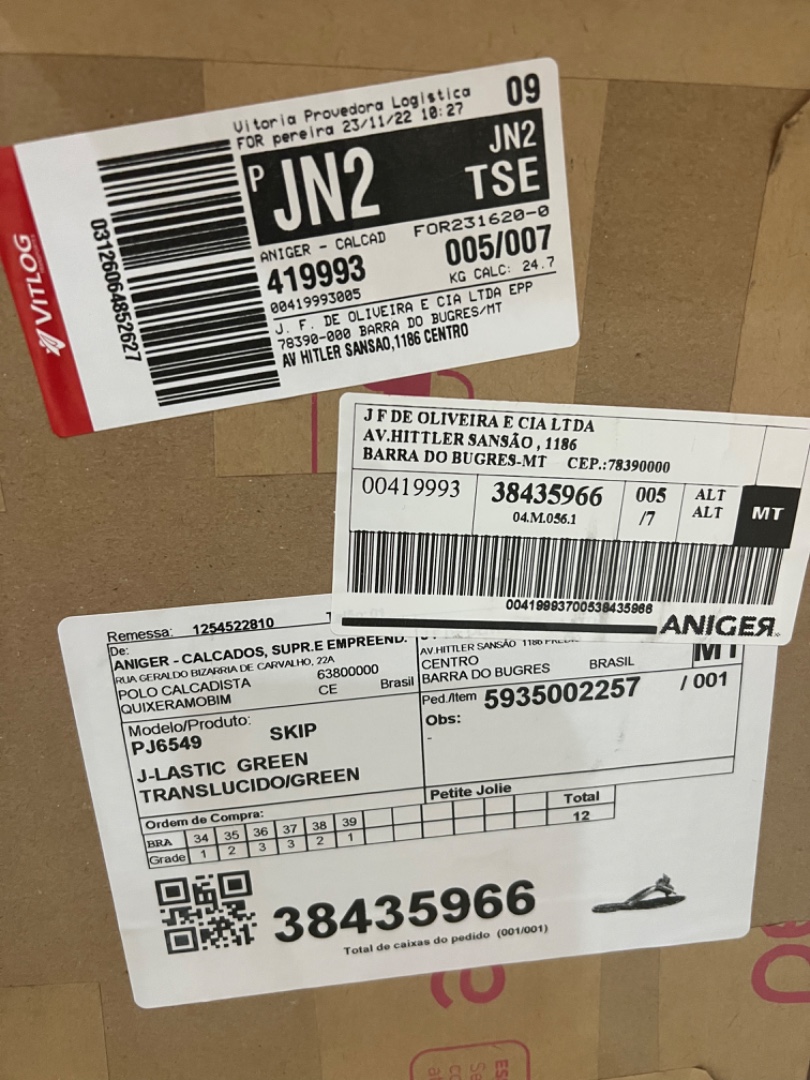 Vitoria Provedora Logistica
09
FOR pereira 23/11/22 10:27
P
JN2
JN2
TSE
ANIGER - CALCAD
FOR231620-0
419993
005/007
00419993005
KG CALC: 24.7
J. F. DE OLIVEIRA E CIA LTDA EPP
78390-000 BARRA DO BUGRES/MT
AV HITLER SANSAO,1186 CENTRO
03126064852627
VITLOG
J F DE OLIVEIRA E CIA LTDA
AV.HITTLER SANSÃO , 1186
BARRA DO BUGRES-MT CEP.:78390000
00419993
38435966
04.M.056.1
005
/7
ALT
ALT
MT
00419993700538435966
ANIGER
Remessa: 1254522810
De:
ANIGER - CALCADOS, SUPR.E EMPREEND.
RUA GERALDO BIZARRIA DE CARVALHO, 22A
POLO CALCADISTA 63800000
QUIXERAMOBIM CE Brasil
AV.HITTLER SANSÃO 1186
CENTRO BRASIL
BARRA DO BUGRES
MT
Ped./Item 5935002257 / 001
Obs:
-
Modelo/Produto:
PJ6549 SKIP
J-LASTIC GREEN
TRANSLUCIDO/GREEN
Petite Jolie
Ordem de Compra:
BRA 34 35 36 37 38 39 Total
Grade 1 2 3 3 2 1 12
38435966
Total de caixas do pedido (001/001)